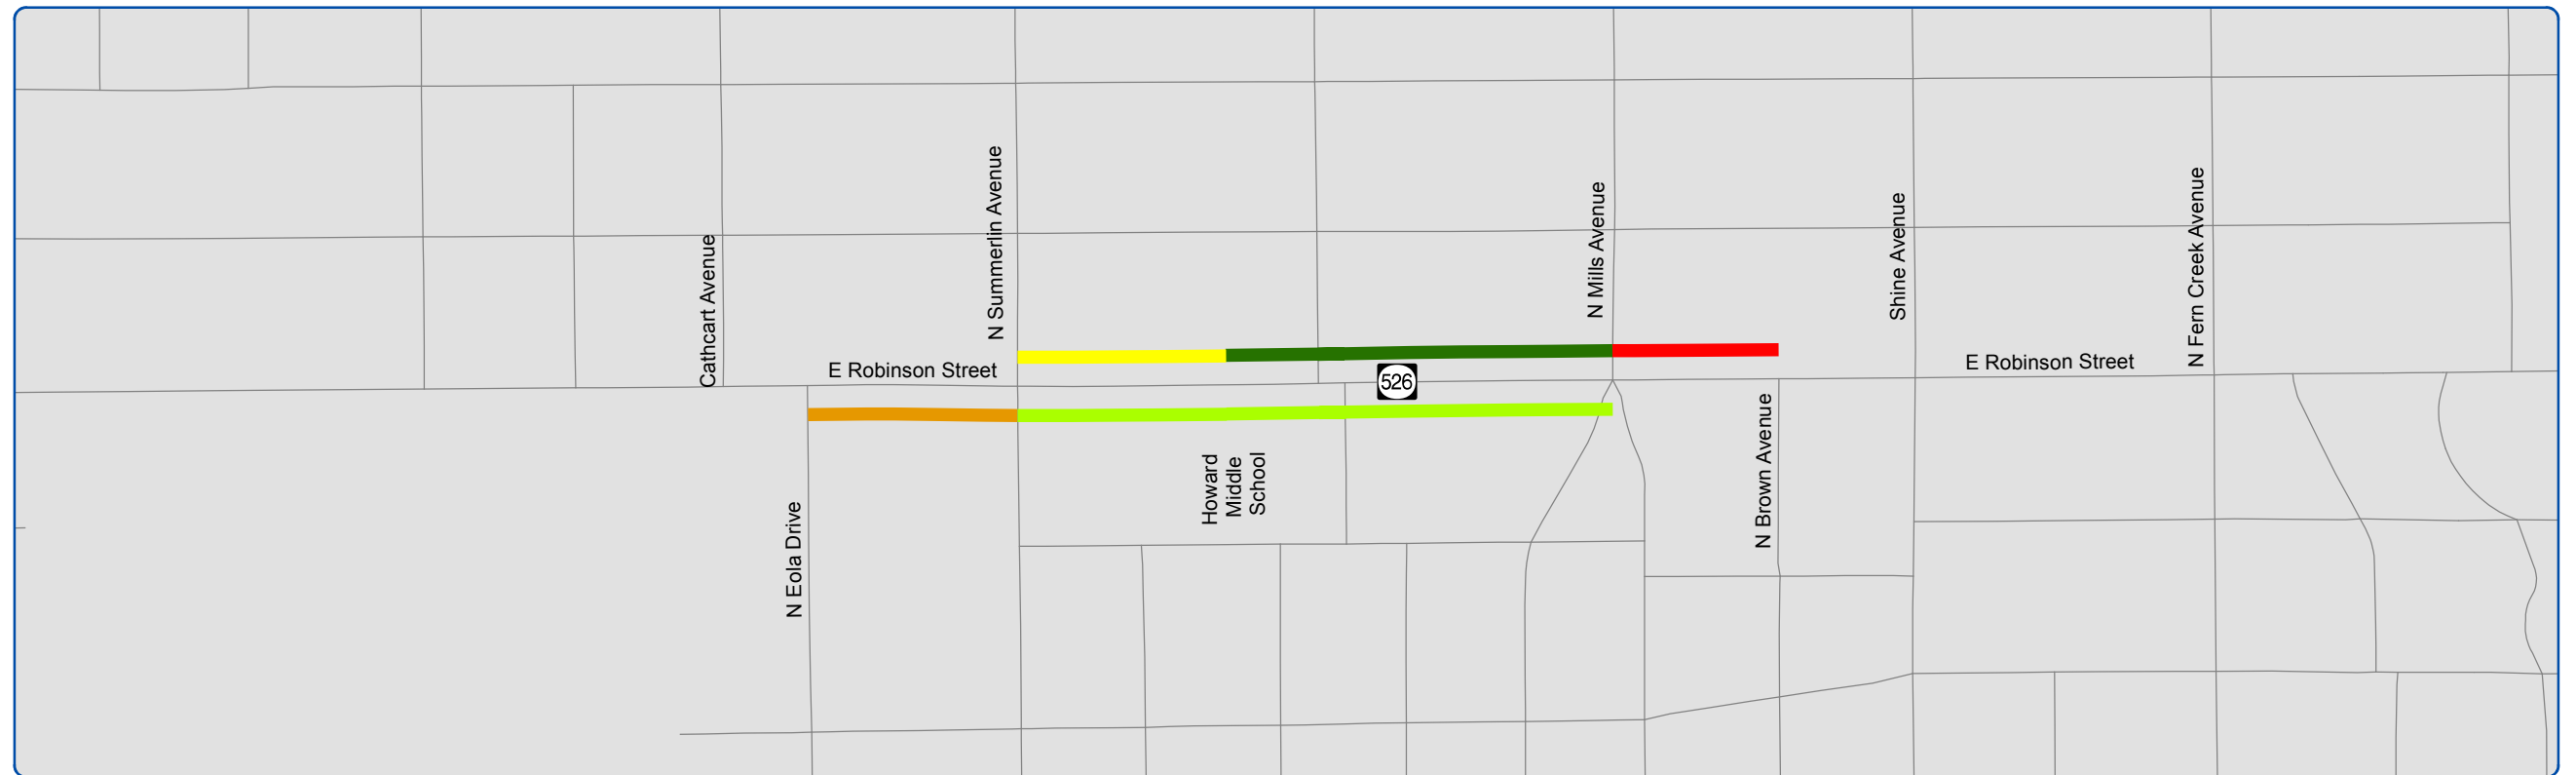 N Summerlin Avenue
N Mills Avenue
Shine Avenue
N Fern Creek Avenue
Cathcart Avenue
E Robinson Street
E Robinson Street
526
N Eola Drive
Howard
Middle
School
N Brown Avenue